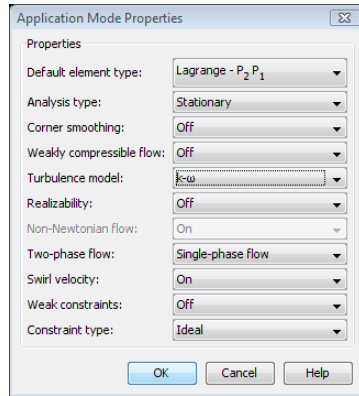 Application Mode Properties
Properties
Default element type: Lagrange - P₂ P₁
Analysis type: Stationary
Corner smoothing: Off
Weakly compressible flow: Off
Turbulence model: k-ω
Realizability: Off
Non-Newtonian flow: On
Two-phase flow: Single-phase flow
Swirl velocity: On
Weak constraints: Off
Constraint type: Ideal
OK Cancel Help